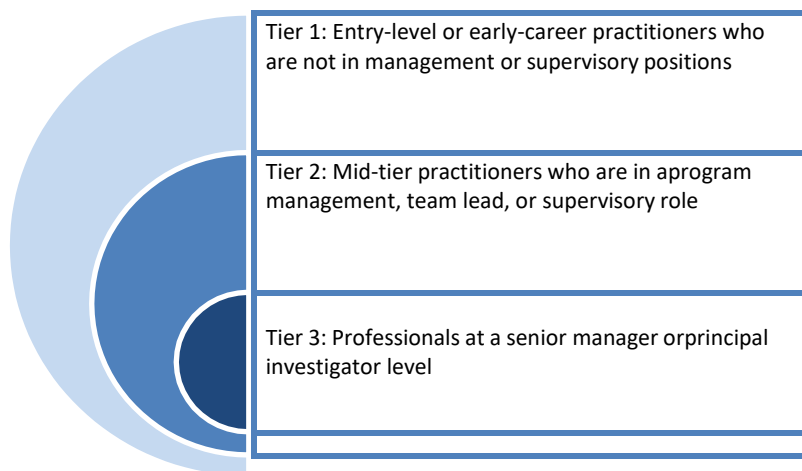 Tier 1: Entry-level or early-career practitioners who
are not in management or supervisory positions
Tier 2: Mid-tier practitioners who are in aprogram
management, team lead, or supervisory role
Tier 3: Professionals at a senior manager orprincipal
investigator level